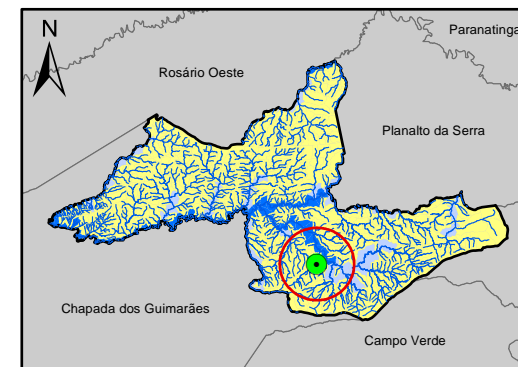 N
Paranatinga
Rosário Oeste
Planalto da Serra
Chapada dos Guimarães
Campo Verde